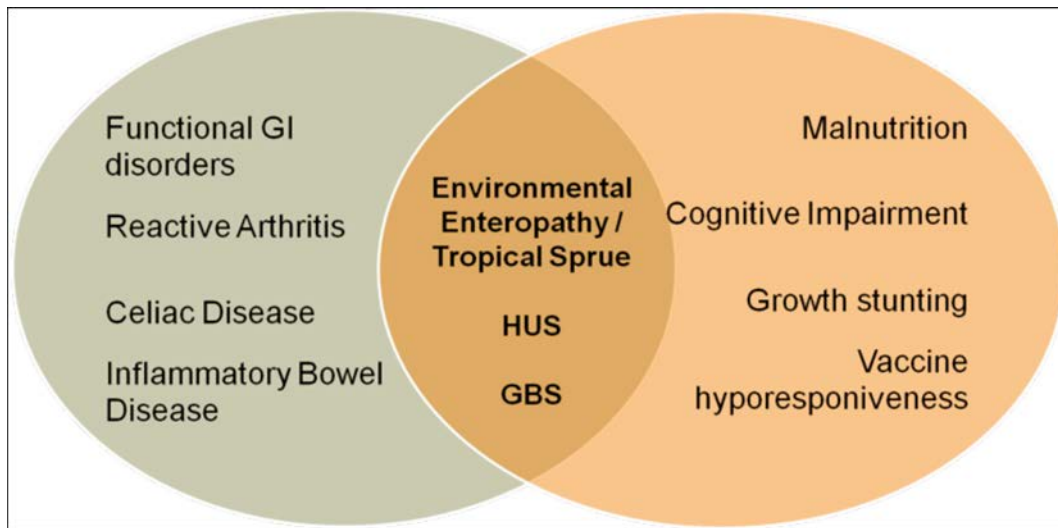 Functional GI
disorders
Reactive Arthritis
Celiac Disease
Inflammatory Bowel
Disease
Environmental
Enteropathy /
Tropical Sprue
HUS
GBS
Malnutrition
Cognitive Impairment
Growth stunting
Vaccine
hyporesponiveness